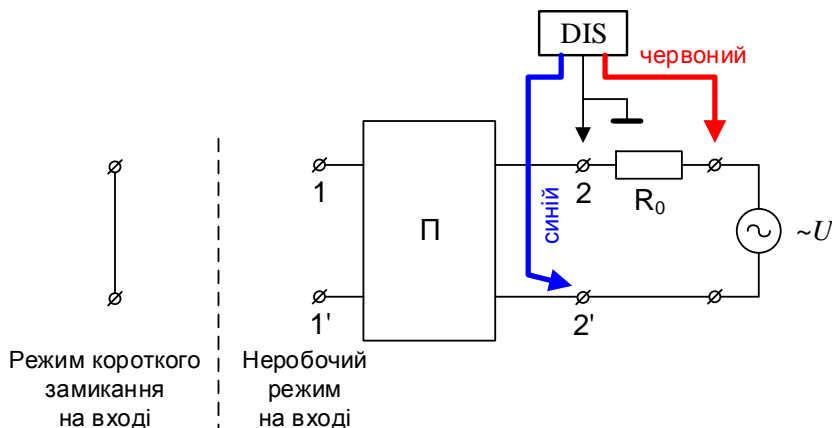 DIS
червоний
1
2
R₀
П
синій
~U
1'
2'
Режим короткого
замикання
на вході
Неробочий
режим
на вході